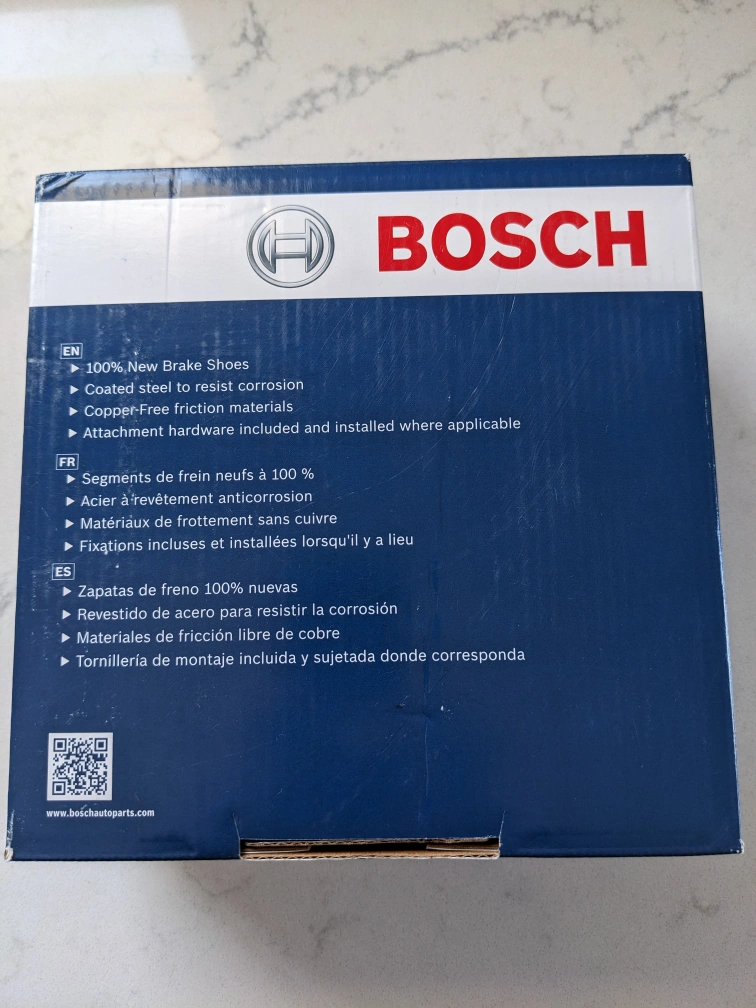 BOSCH
EN
▶ 100% New Brake Shoes
▶ Coated steel to resist corrosion
▶ Copper-Free friction materials
▶ Attachment hardware included and installed where applicable
FR
▶ Segments de frein neufs à 100 %
▶ Acier à revêtement anticorrosion
▶ Matériaux de frottement sans cuivre
▶ Fixations incluses et installées lorsqu'il y a lieu
ES
▶ Zapatas de freno 100% nuevas
▶ Revestido de acero para resistir la corrosión
▶ Materiales de fricción libre de cobre
▶ Tornillería de montaje incluida y sujetada donde corresponda
www.boschautoparts.com